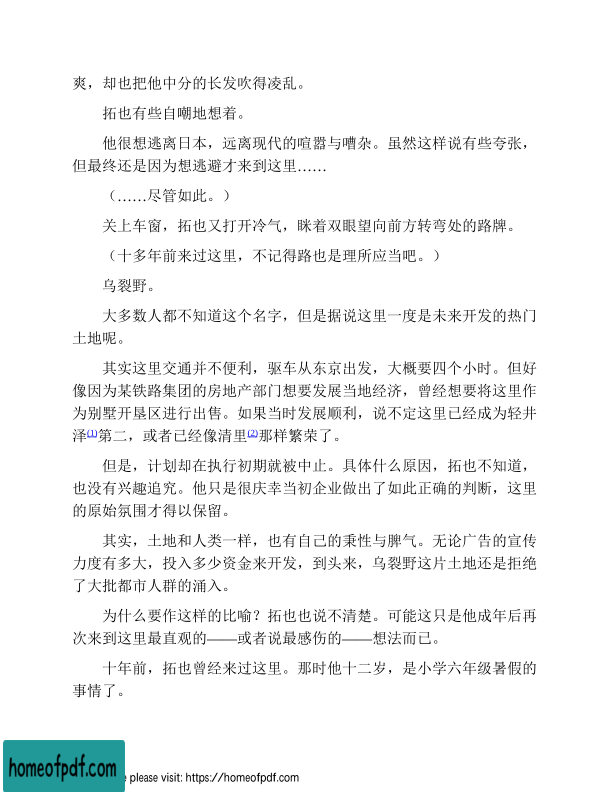 爽，却也把他中分的长发吹得凌乱。
拓也有些自嘲地想着。
他很想逃离日本，远离现代的喧嚣与嘈杂。虽然这样说有些夸张，
但最终还是因为想逃避才来到这里……
（……尽管如此。）
关上车窗，拓也又打开冷气，眯着双眼望向前方转弯处的路牌。
（十多年前来过这里，不记得路也是理所应当吧。）
乌裂野。
大多数人都不知道这个名字，但是据说这里一度是未来开发的热门
土地呢。
其实这里交通并不便利，驱车从东京出发，大概要四个小时。但好
像因为某铁路集团的房地产部门想要发展当地经济，曾经想要将这里作
为别墅开垦区进行出售。如果当时发展顺利，说不定这里已经成为轻井
泽(1)第二，或者已经像清里(2)那样繁荣了。
但是，计划却在执行初期就被中止。具体什么原因，拓也不知道，
也没有兴趣追究。他只是很庆幸当初企业做出了如此正确的判断，这里
的原始氛围才得以保留。
其实，土地和人类一样，也有自己的秉性与脾气。无论广告的宣传
力度有多大，投入多少资金来开发，到头来，乌裂野这片土地还是拒绝
了大批都市人群的涌入。
为什么要作这样的比喻？拓也也说不清楚。可能这只是他成年后再
次来到这里最直观的——或者说最感伤的——想法而已。
十年前，拓也曾经来过这里。那时他十二岁，是小学六年级暑假的
事情了。
homeofpdf.com
e please visit: https://homeofpdf.com